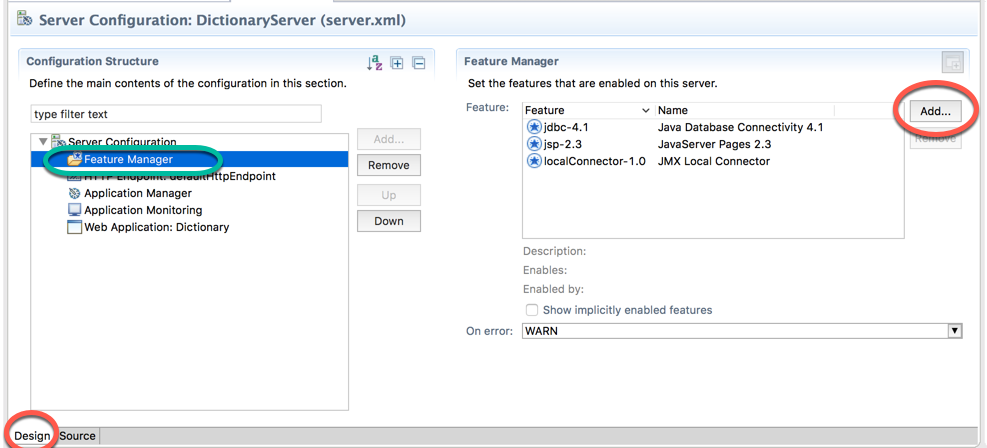 Server Configuration: DictionaryServer (server.xml)
Configuration Structure
Define the main contents of the configuration in this section.
type filter text
Server Configuration
Feature Manager
HTTP Endpoint: defaultHttpEndpoint
Application Manager
Application Monitoring
Web Application: Dictionary
Add...
Remove
Up
Down
Feature Manager
Set the features that are enabled on this server.
Feature:
Feature Name
jdbc-4.1 Java Database Connectivity 4.1
jsp-2.3 JavaServer Pages 2.3
localConnector-1.0 JMX Local Connector
Add...
Remove
Description:
Enables:
Enabled by:
Show implicitly enabled features
On error: WARN
Design Source